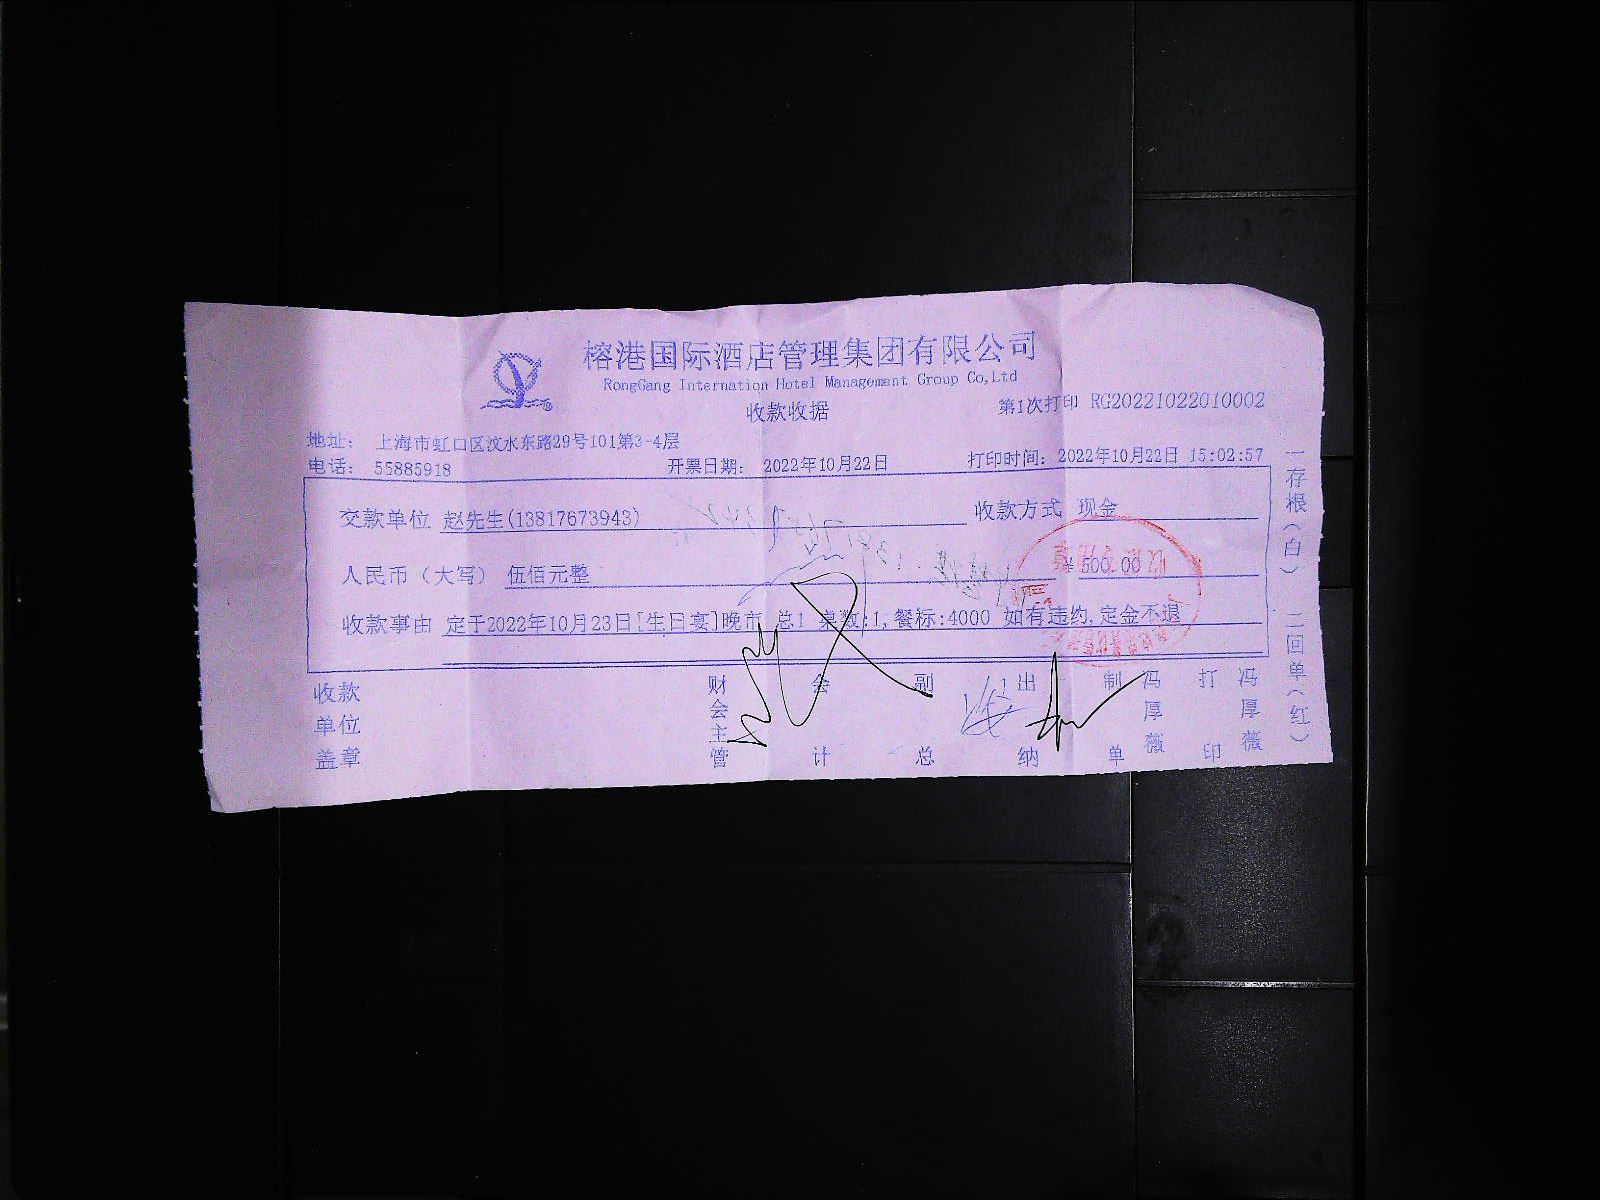 榕港国际酒店管理集团有限公司
RongGang Internation Hotel Management Group Co,Ltd
收款收据
第1次打印 RG20221022010002
地址: 上海市虹口区汶水东路29号101第3-4层
电话: 55885918 开票日期: 2022年10月22日 打印时间: 2022年10月22日 15:02:57
交款单位 赵先生(13817673943) 收款方式 现金
人民币（大写） 伍佰元整 ¥ 500.00
收款事由 定于2022年10月23日[生日宴]晚市 总1 桌数:1,餐标:4000 如有违约,定金不退
收款单位盖章 财会主管 会计 副总 出纳 制单 冯厚薇 打印 冯厚薇
一存根(白) 二回单(红)